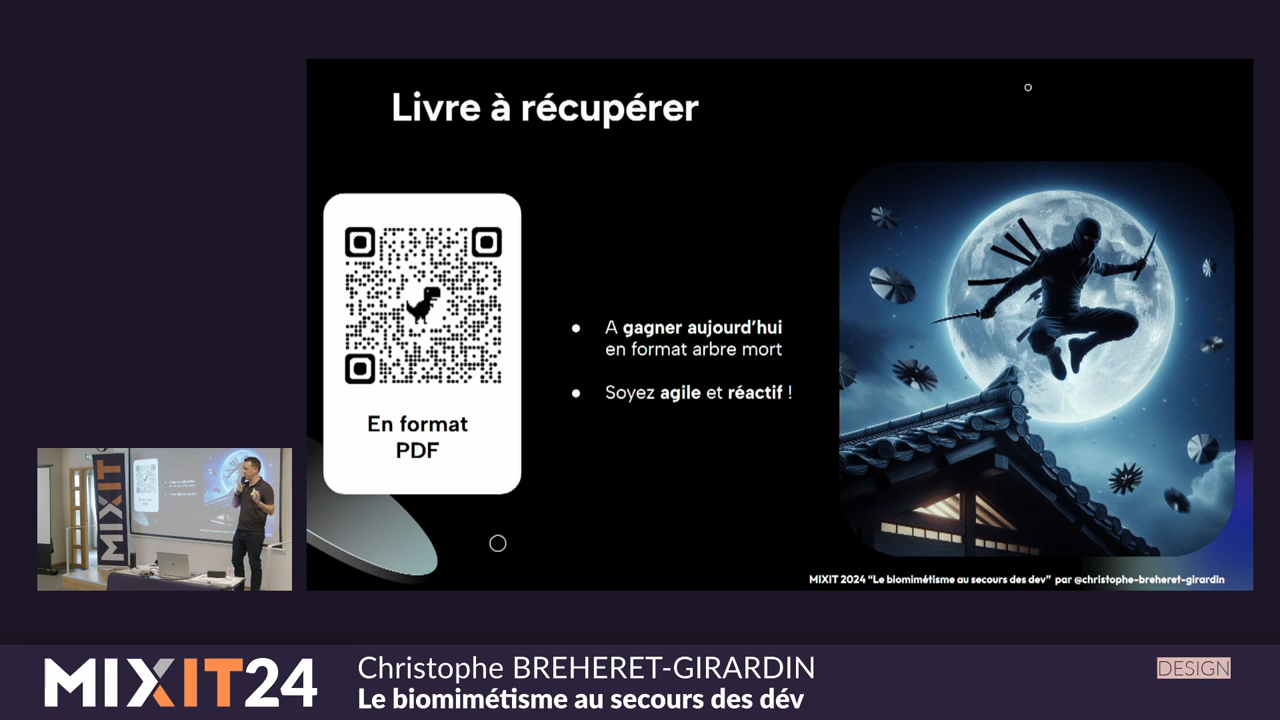 Livre à récupérer
En format
PDF
● A gagner aujourd’hui
en format arbre mort
● Soyez agile et réactif !
MIXIT 2024 “Le biomimétisme au secours des dev” par @christophe-breheret-girardin
MIXIT
MIXIT24
Christophe BREHERET-GIRARDIN
Le biomimétisme au secours des dév
DESIGN